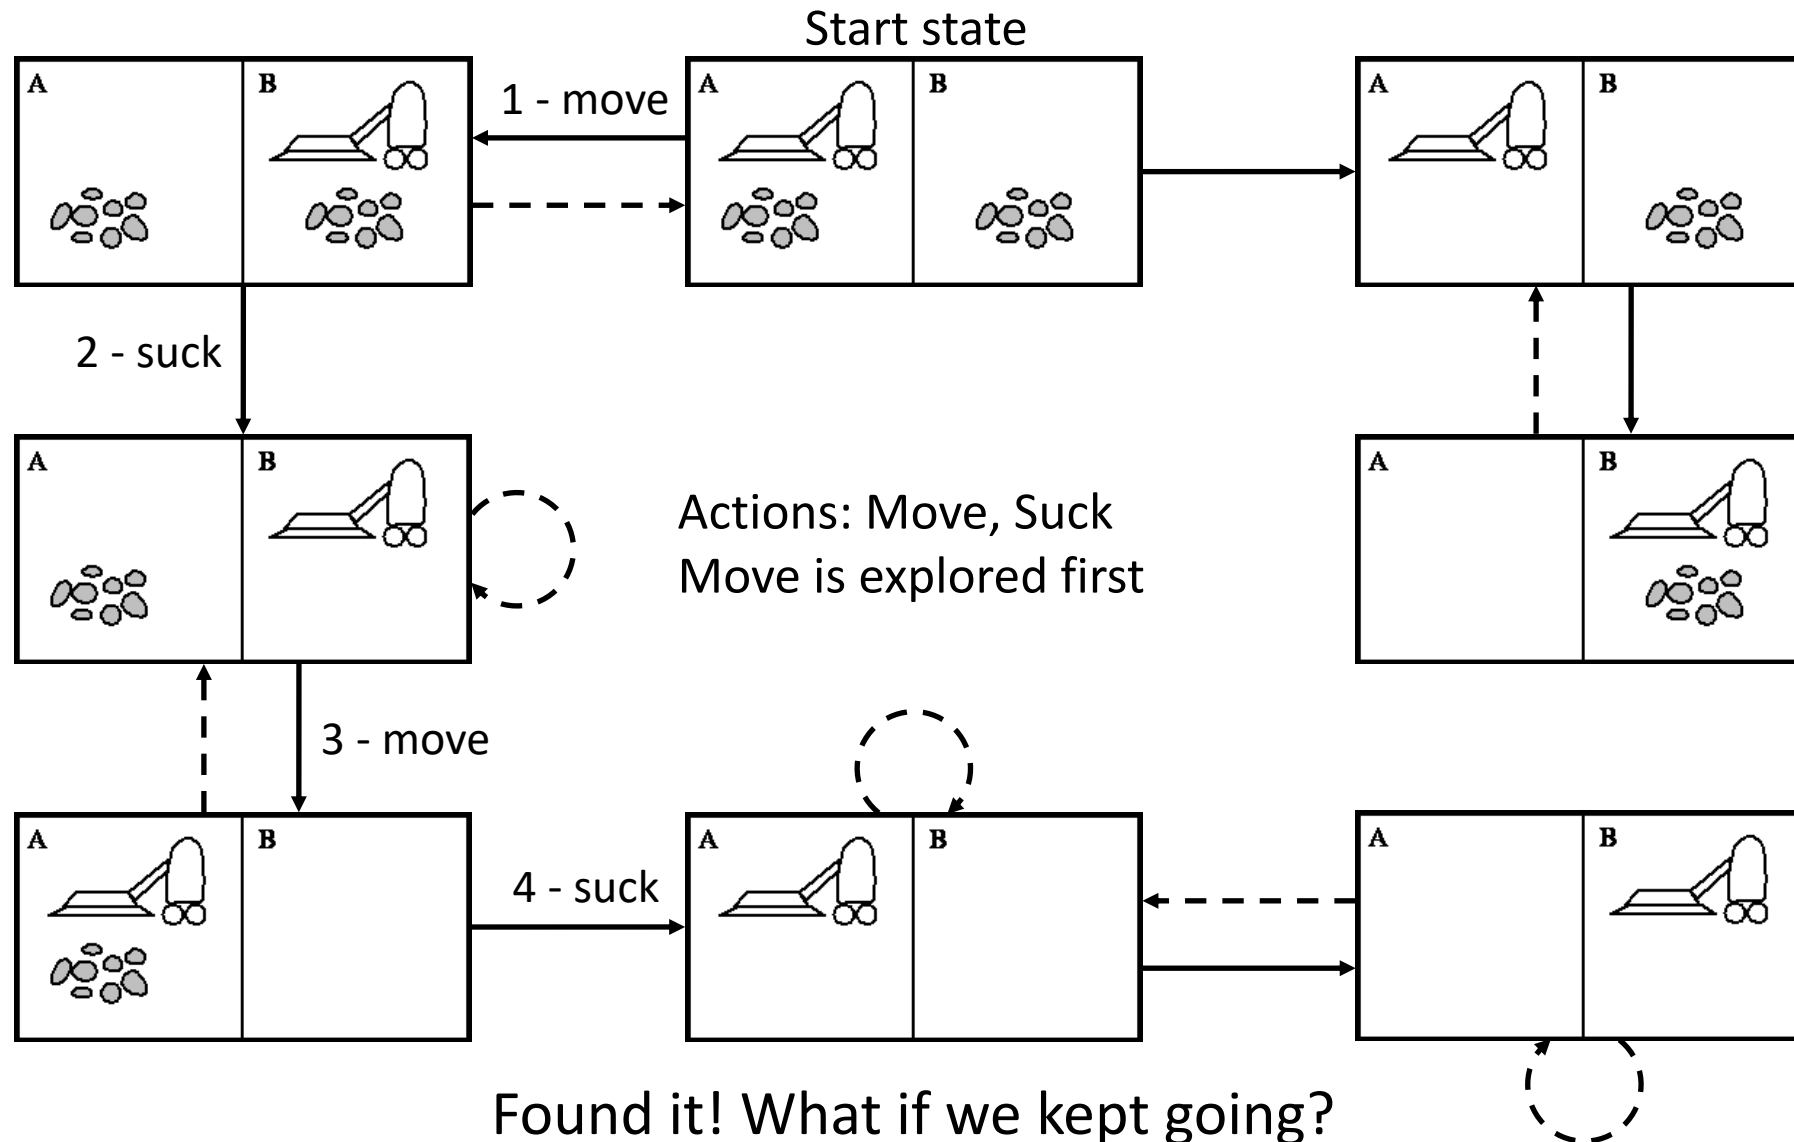 Start state
A B
1 - move
A B
A B
2 - suck
A B
Actions: Move, Suck
Move is explored first
A B
3 - move
A B
4 - suck
A B
A B
Found it! What if we kept going?